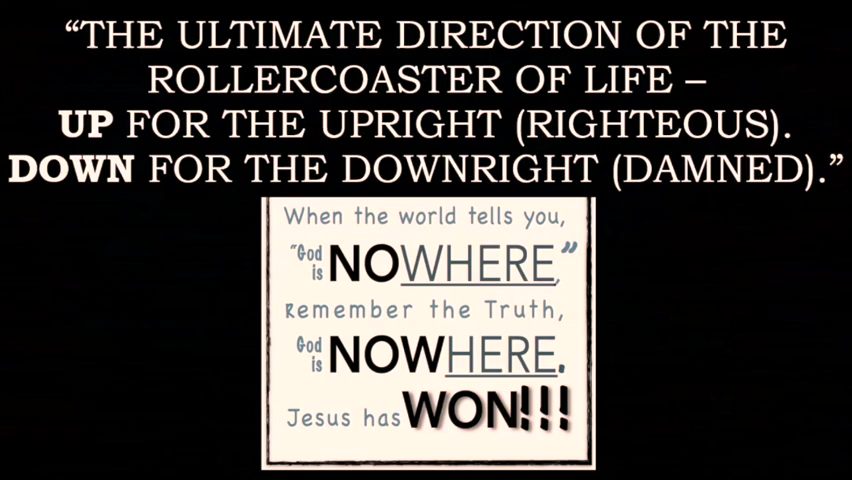 “THE ULTIMATE DIRECTION OF THE
ROLLERCOASTER OF LIFE –
UP FOR THE UPRIGHT (RIGHTEOUS).
DOWN FOR THE DOWNRIGHT (DAMNED).”
When the world tells you,
“God is NOWHERE,”
Remember the Truth,
God is NOWHERE.
Jesus has WON!!!